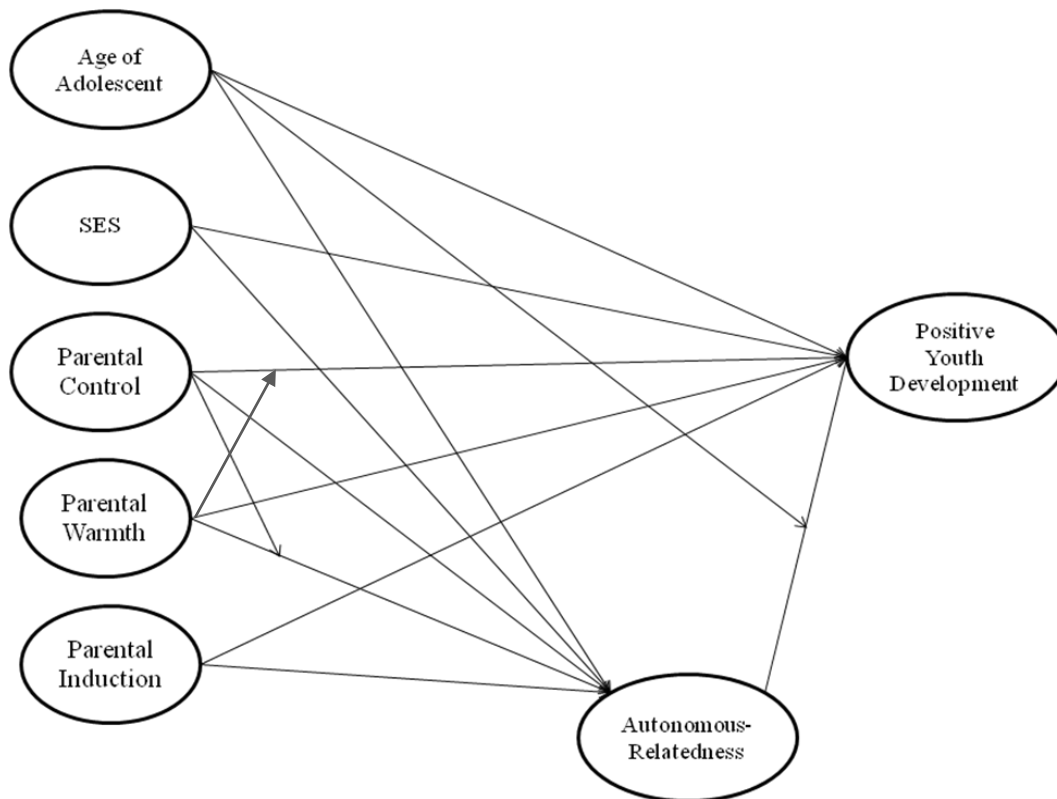 Age of
Adolescent
SES
Parental
Control
Parental
Warmth
Parental
Induction
Positive
Youth
Development
Autonomous-
Relatedness